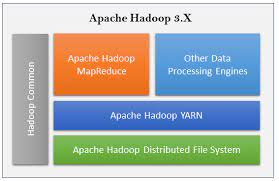 Apache Hadoop 3.X
Hadoop Common
Apache Hadoop
MapReduce
Other Data
Processing Engines
Apache Hadoop YARN
Apache Hadoop Distributed File System